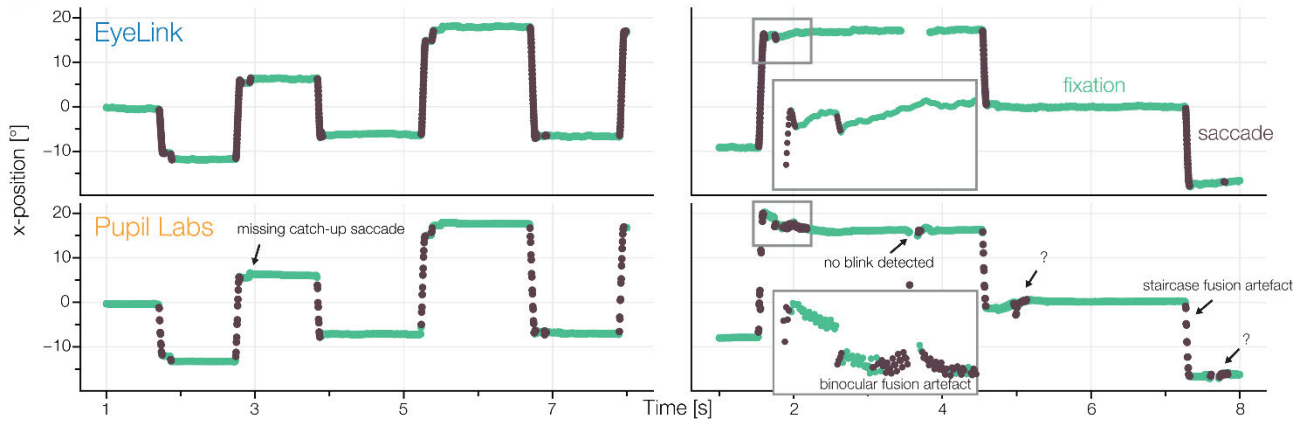 20
10
0
−10
EyeLink
fixation
saccade
x-position [°]
20
10
0
−10
Pupil Labs
missing catch-up saccade
no blink detected
?
staircase fusion artefact
?
binocular fusion artefact
1 3 5 7 Time [s] 2 4 6 8